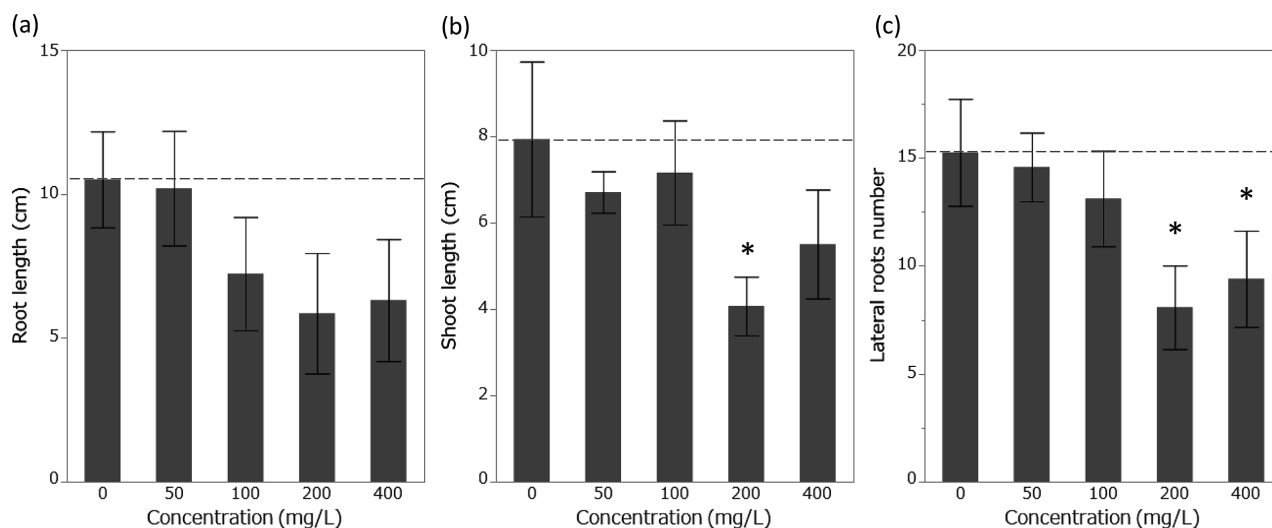 (a)
15
10
5
0
Root length (cm)
0 50 100 200 400
Concentration (mg/L)
(b)
10
8
6
4
2
0
Shoot length (cm)
*
0 50 100 200 400
Concentration (mg/L)
(c)
20
15
10
5
0
Lateral roots number
* *
0 50 100 200 400
Concentration (mg/L)